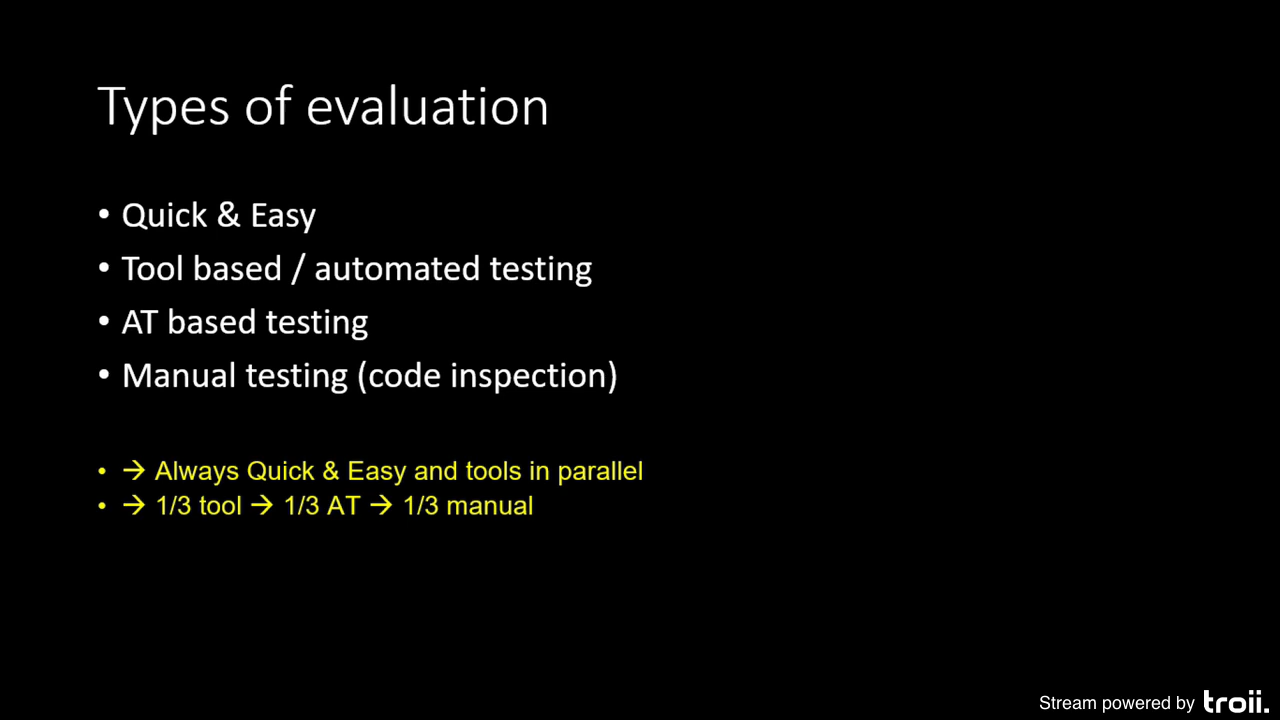 Types of evaluation
• Quick & Easy
• Tool based / automated testing
• AT based testing
• Manual testing (code inspection)
• → Always Quick & Easy and tools in parallel
• → 1/3 tool → 1/3 AT → 1/3 manual
Stream powered by troii.